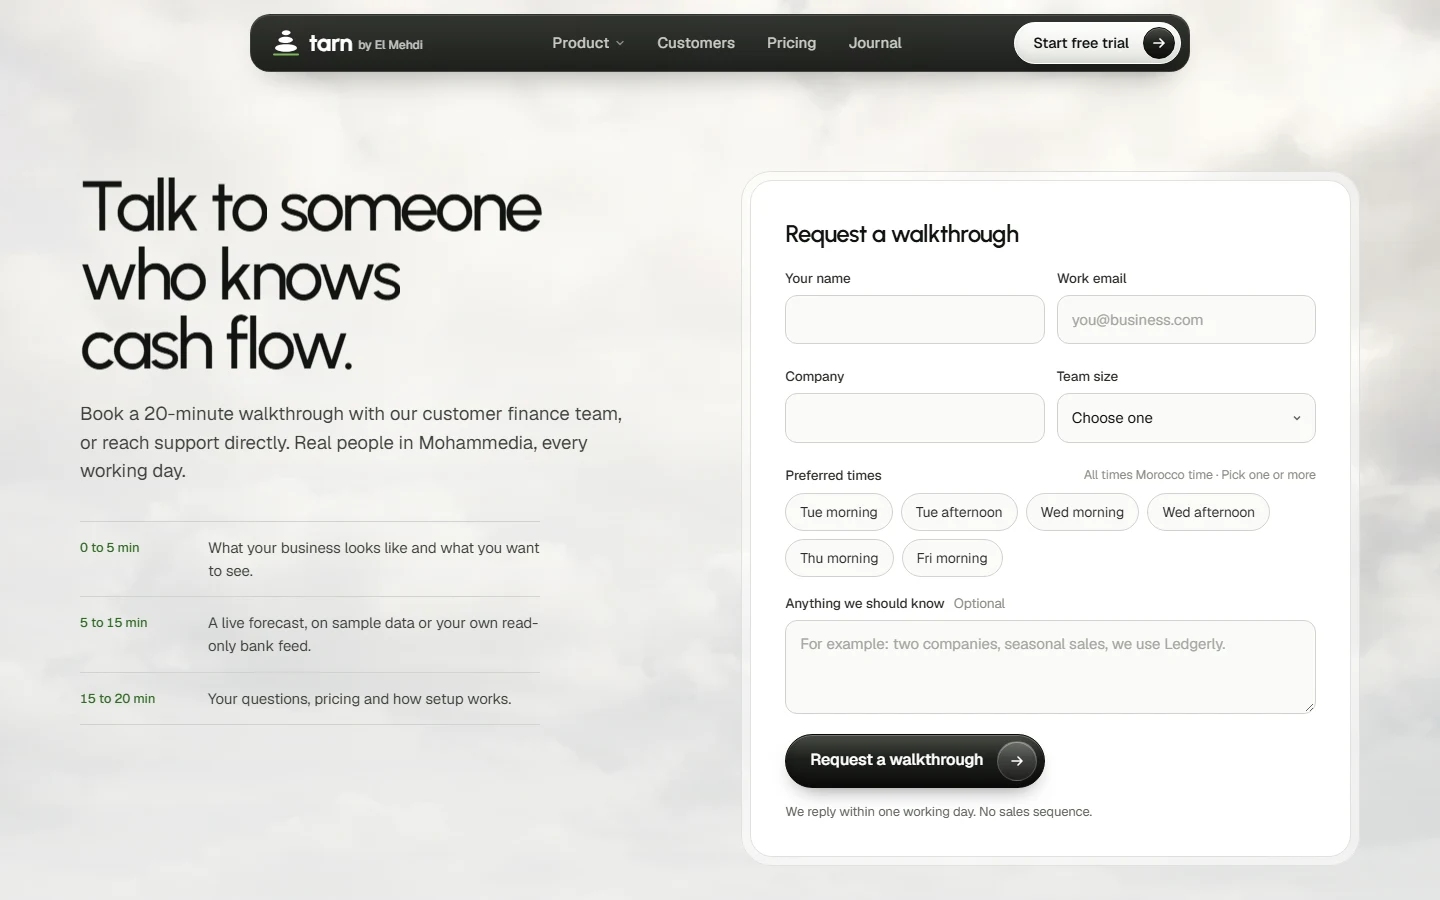 tarn by El Mehdi
Product
Customers
Pricing
Journal
Start free trial
Talk to someone
who knows
cash flow.
Book a 20-minute walkthrough with our customer finance team,
or reach support directly. Real people in Mohammedia, every
working day.
0 to 5 min
What your business looks like and what you want
to see.
5 to 15 min
A live forecast, on sample data or your own read-
only bank feed.
15 to 20 min
Your questions, pricing and how setup works.
Request a walkthrough
Your name
Work email
you@business.com
Company
Team size
Choose one
Preferred times
All times Morocco time · Pick one or more
Tue morning
Tue afternoon
Wed morning
Wed afternoon
Thu morning
Fri morning
Anything we should know Optional
For example: two companies, seasonal sales, we use Ledgerly.
Request a walkthrough
We reply within one working day. No sales sequence.